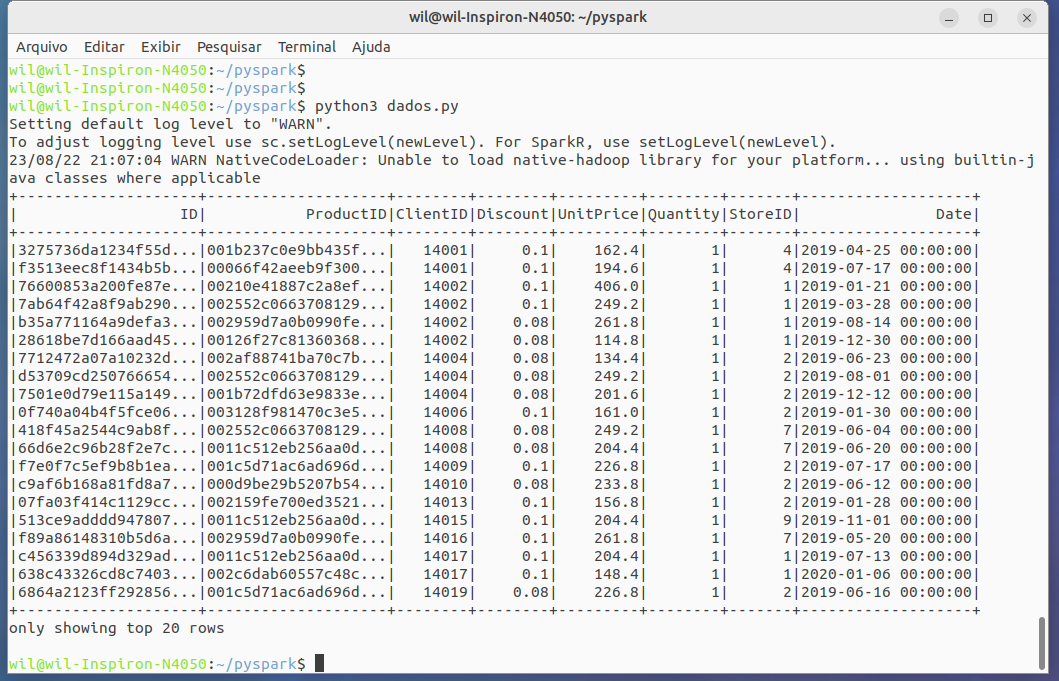 wil@wil-Inspiron-N4050: ~/pyspark
Arquivo Editar Exibir Pesquisar Terminal Ajuda
wil@wil-Inspiron-N4050:~/pyspark$
wil@wil-Inspiron-N4050:~/pyspark$
wil@wil-Inspiron-N4050:~/pyspark$ python3 dados.py
Setting default log level to "WARN".
To adjust logging level use sc.setLogLevel(newLevel). For SparkR, use setLogLevel(newLevel).
23/08/22 21:07:04 WARN NativeCodeLoader: Unable to load native-hadoop library for your platform... using builtin-j
ava classes where applicable
+--------------------+--------------------+--------+--------+---------+--------+-------+-------------------+
|                  ID|           ProductID|ClientID|Discount|UnitPrice|Quantity|StoreID|               Date|
+--------------------+--------------------+--------+--------+---------+--------+-------+-------------------+
|3275736da1234f55d...|001b237c0e9bb435f...|   14001|     0.1|    162.4|       1|      4|2019-04-25 00:00:00|
|f3513eec8f1434b5b...|00066f42aeeb9f300...|   14001|     0.1|    194.6|       1|      4|2019-07-17 00:00:00|
|76600853a200fe87e...|00210e41887c2a8ef...|   14002|     0.1|    406.0|       1|      1|2019-01-21 00:00:00|
|7ab64f42a8f9ab290...|002552c0663708129...|   14002|     0.1|    249.2|       1|      1|2019-03-28 00:00:00|
|b35a771164a9defa3...|002959d7a0b0990fe...|   14002|    0.08|    261.8|       1|      1|2019-08-14 00:00:00|
|28618be7d166aad45...|00126f27c81360368...|   14002|    0.08|    114.8|       1|      1|2019-12-30 00:00:00|
|7712472a07a10232d...|002af88741ba70c7b...|   14004|    0.08|    134.4|       1|      2|2019-06-23 00:00:00|
|d53709cd250766654...|002552c0663708129...|   14004|    0.08|    249.2|       1|      2|2019-08-01 00:00:00|
|7501e0d79e115a149...|001b72dfd63e9833e...|   14004|    0.08|    201.6|       1|      2|2019-12-12 00:00:00|
|0f740a04b4f5fce06...|003128f981470c3e5...|   14006|     0.1|    161.0|       1|      2|2019-01-30 00:00:00|
|418f45a2544c9ab8f...|002552c0663708129...|   14008|    0.08|    249.2|       1|      7|2019-06-04 00:00:00|
|66d6e2c96b28f2e7c...|0011c512eb256aa0d...|   14008|    0.08|    204.4|       1|      7|2019-06-20 00:00:00|
|f7e0f7c5ef9b8b1ea...|001c5d71ac6ad696d...|   14009|     0.1|    226.8|       1|      2|2019-07-17 00:00:00|
|c9af6b168a81fd8a7...|000d9be29b5207b54...|   14010|    0.08|    233.8|       1|      2|2019-06-12 00:00:00|
|07fa03f414c1129cc...|002159fe700ed3521...|   14013|     0.1|    156.8|       1|      2|2019-01-28 00:00:00|
|513ce9adddd947807...|0011c512eb256aa0d...|   14015|     0.1|    204.4|       1|      9|2019-11-01 00:00:00|
|f89a86148310b5d6a...|002959d7a0b0990fe...|   14016|     0.1|    261.8|       1|      7|2019-05-20 00:00:00|
|c456339d894d329ad...|0011c512eb256aa0d...|   14017|     0.1|    204.4|       1|      1|2019-07-13 00:00:00|
|638c43326cd8c7403...|002c6dab60557c48c...|   14017|     0.1|    148.4|       1|      1|2020-01-06 00:00:00|
|6864a2123ff292856...|001c5d71ac6ad696d...|   14019|    0.08|    226.8|       1|      2|2019-06-16 00:00:00|
+--------------------+--------------------+--------+--------+---------+--------+-------+-------------------+
only showing top 20 rows
wil@wil-Inspiron-N4050:~/pyspark$